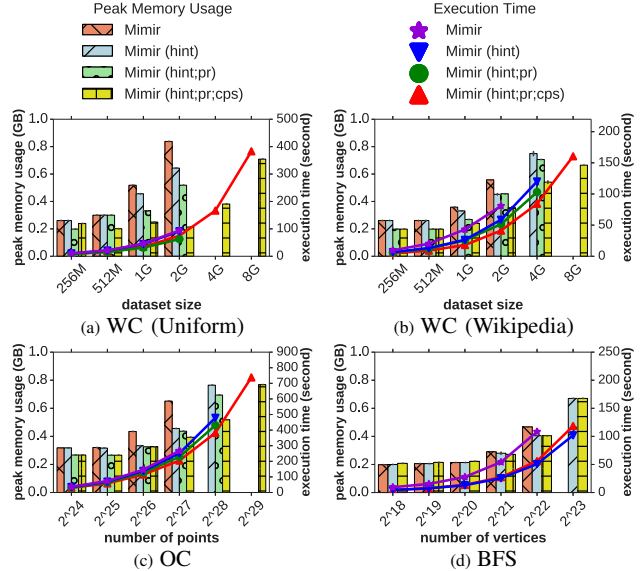 Peak Memory Usage
Mimir
Mimir (hint)
Mimir (hint;pr)
Mimir (hint;pr;cps)
Execution Time
Mimir
Mimir (hint)
Mimir (hint;pr)
Mimir (hint;pr;cps)
peak memory usage (GB)
1.0
0.8
0.6
0.4
0.2
0.0
500
400
300
200
100
0
execution time (second)
256M 512M 1G 2G 4G 8G
dataset size
(a) WC (Uniform)
peak memory usage (GB)
1.0
0.8
0.6
0.4
0.2
0.0
200
150
100
50
0
execution time (second)
256M 512M 1G 2G 4G 8G
dataset size
(b) WC (Wikipedia)
peak memory usage (GB)
1.0
0.8
0.6
0.4
0.2
0.0
900
800
700
600
500
400
300
200
100
0
execution time (second)
2^24 2^25 2^26 2^27 2^28 2^29
number of points
(c) OC
peak memory usage (GB)
1.0
0.8
0.6
0.4
0.2
0.0
250
200
150
100
50
0
execution time (second)
2^18 2^19 2^20 2^21 2^22 2^23
number of vertices
(d) BFS